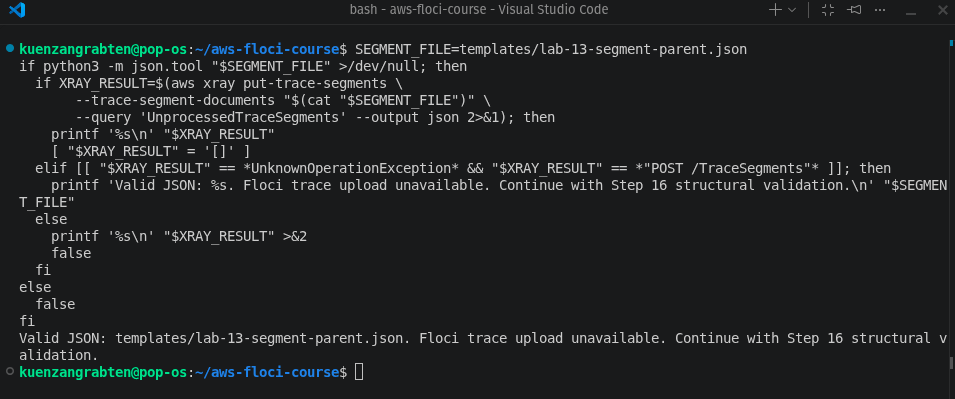 bash - aws-floci-course - Visual Studio Code
kuenzangrabten@pop-os:~/aws-floci-course$ SEGMENT_FILE=templates/lab-13-segment-parent.json
if python3 -m json.tool "$SEGMENT_FILE" >/dev/null; then
  if XRAY_RESULT=$(aws xray put-trace-segments \
       --trace-segment-documents "$(cat "$SEGMENT_FILE")" \
       --query 'UnprocessedTraceSegments' --output json 2>&1); then
    printf '%s\n' "$XRAY_RESULT"
    [ "$XRAY_RESULT" = '[]' ]
  elif [[ "$XRAY_RESULT" == *UnknownOperationException* && "$XRAY_RESULT" == *"POST /TraceSegments"* ]]; then
    printf 'Valid JSON: %s. Floci trace upload unavailable. Continue with Step 16 structural validation.\n' "$SEGMEN
T_FILE"
  else
    printf '%s\n' "$XRAY_RESULT" >&2
    false
  fi
else
  false
fi
Valid JSON: templates/lab-13-segment-parent.json. Floci trace upload unavailable. Continue with Step 16 structural v
alidation.
kuenzangrabten@pop-os:~/aws-floci-course$